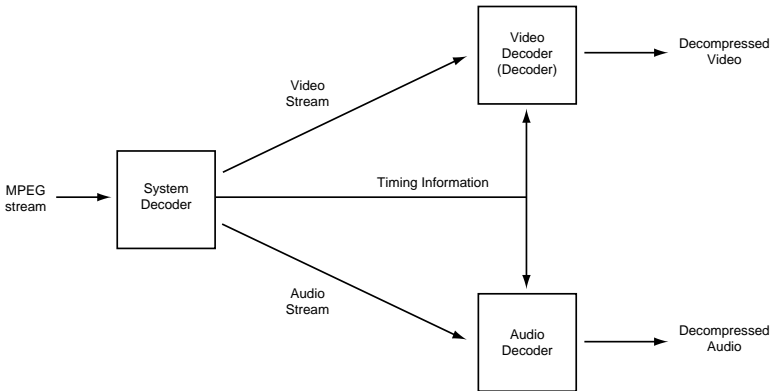 Video
Decoder
(Decoder)
Decompressed
Video
Video
Stream
MPEG
stream
System
Decoder
Timing Information
Audio
Stream
Audio
Decoder
Decompressed
Audio